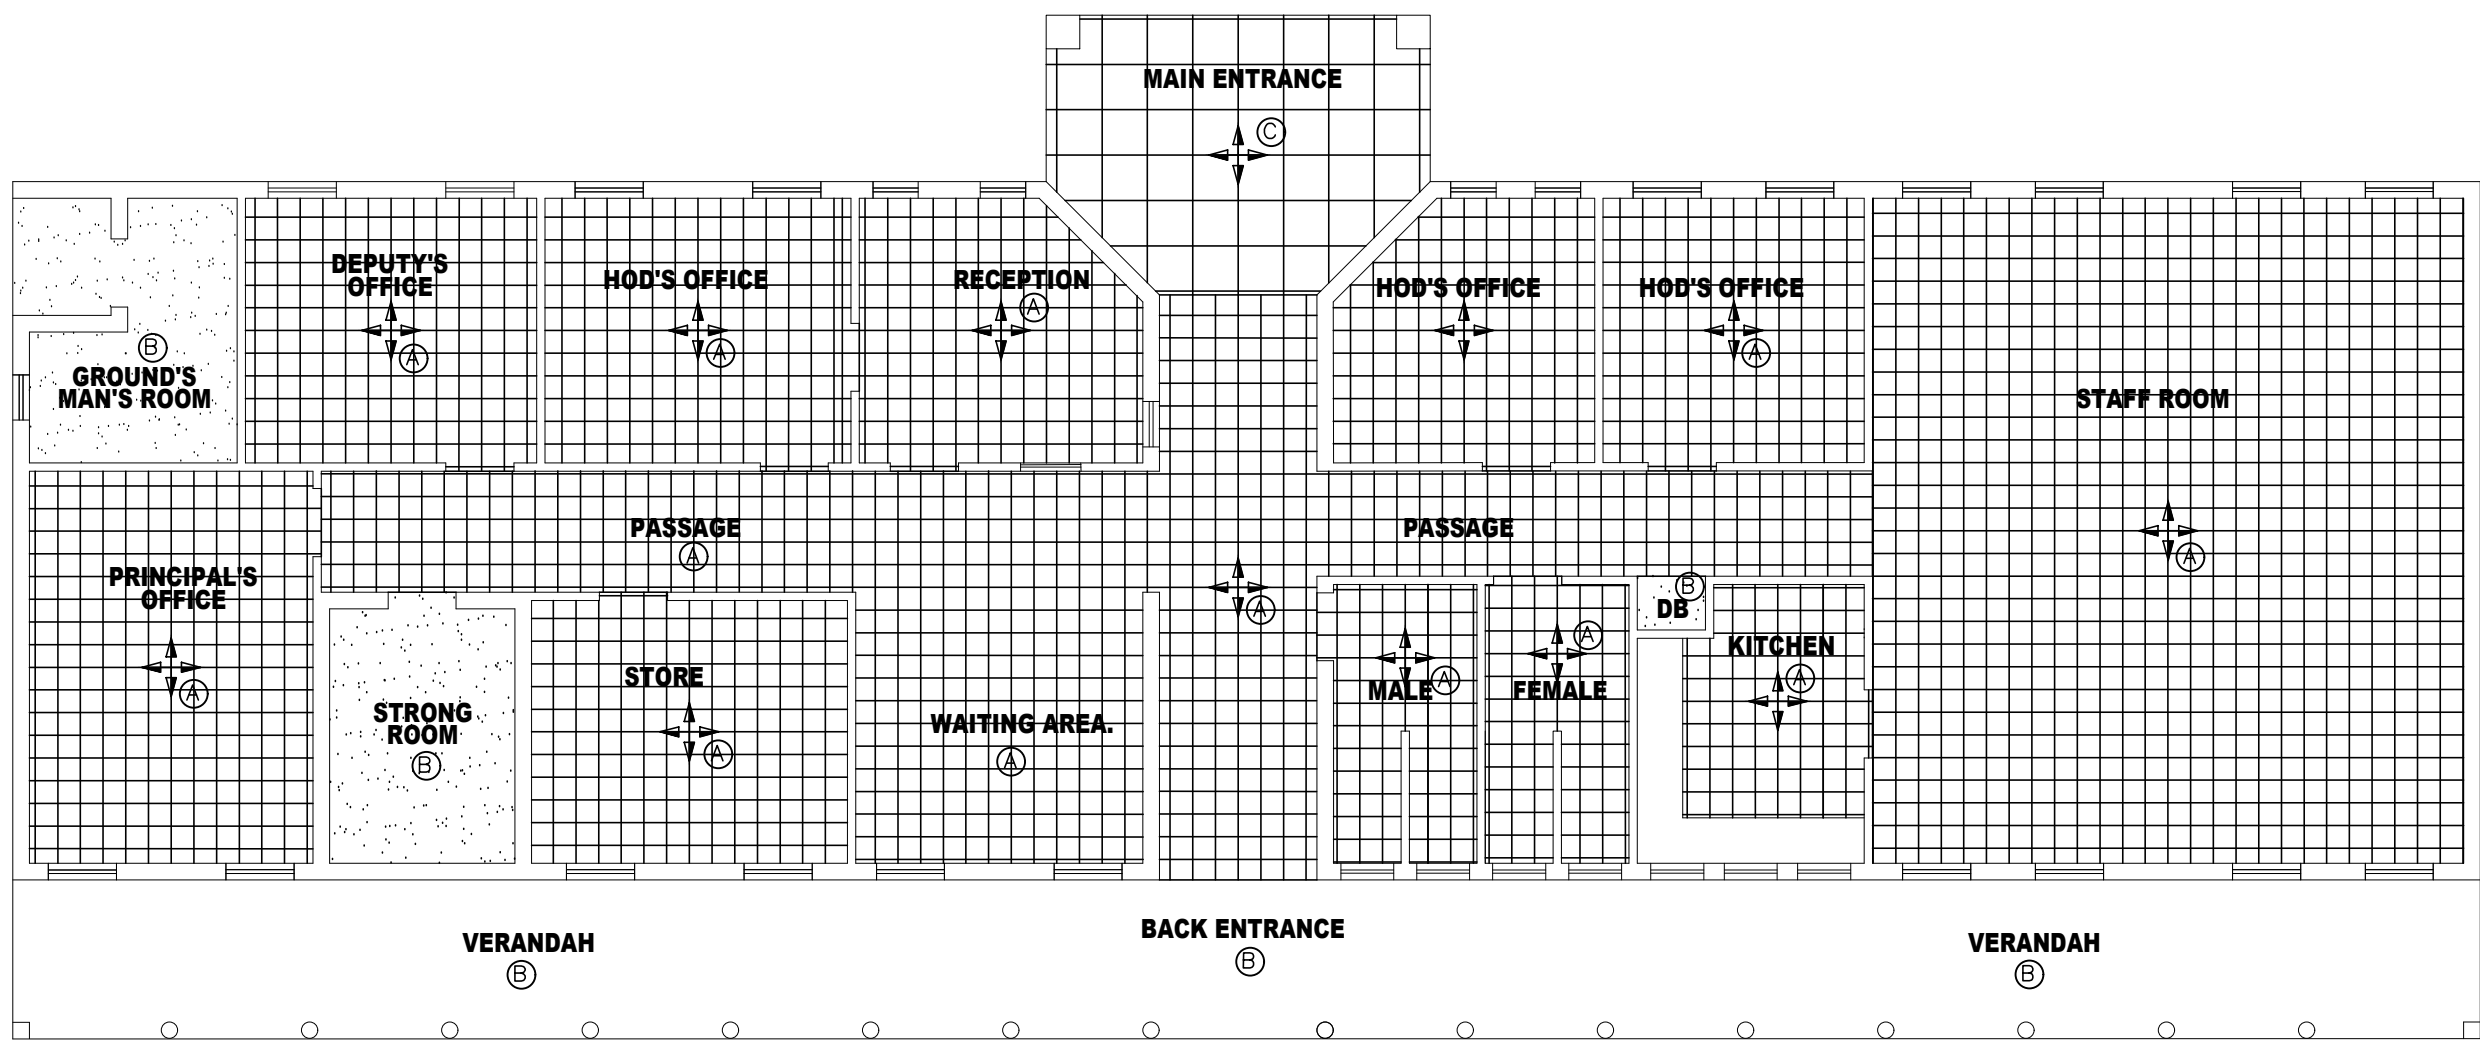 MAIN ENTRANCE
C
DEPUTY'S
OFFICE
A
HOD'S OFFICE
A
RECEPTION
A
HOD'S OFFICE
HOD'S OFFICE
A
B
GROUND'S
MAN'S ROOM
STAFF ROOM
A
PASSAGE
A
PASSAGE
PRINCIPAL'S
OFFICE
A
A
B
DB
STRONG
ROOM
B
STORE
A
WAITING AREA.
A
MALE
A
A
FEMALE
KITCHEN
A
VERANDAH
B
BACK ENTRANCE
B
VERANDAH
B